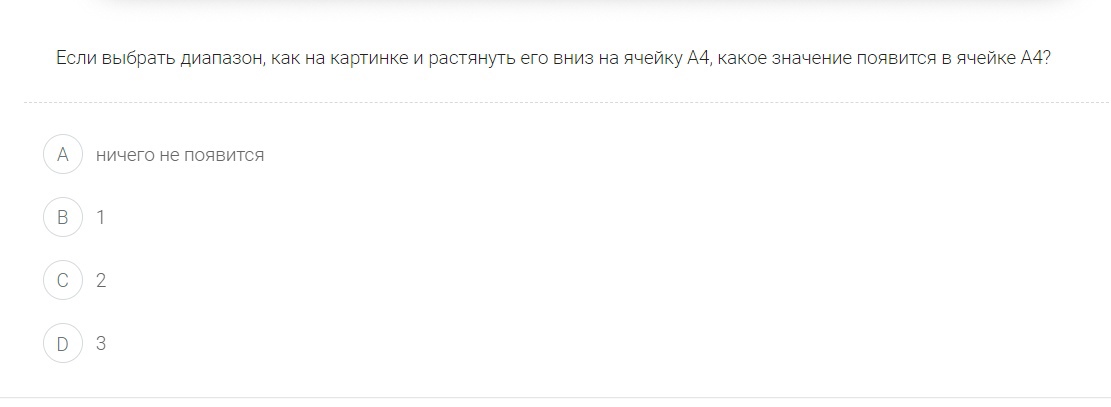 Если выбрать диапазон, как на картинке и растянуть его вниз на ячейку А4, какое значение появится в ячейке А4?
A ничего не появится
B 1
C 2
D 3